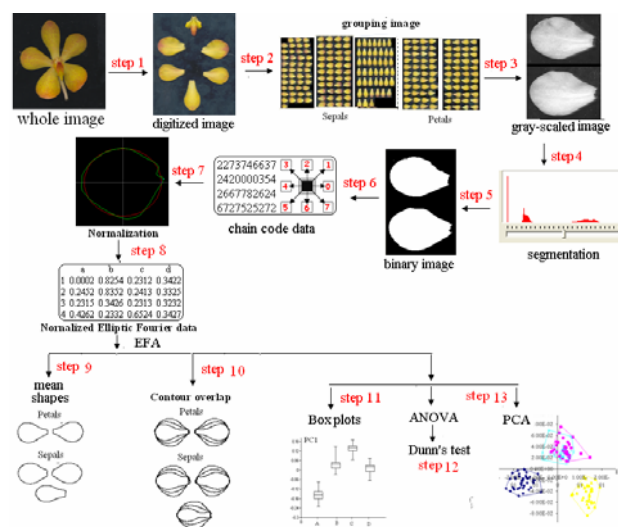 grouping image
step 1
step 2
step 3
whole image
digitized image
Sepals
Petals
gray-scaled image
step 4
step 7
2273746637
2420000354
2667782624
6727525272
3 2 1
4 0
5 6 7
step 6
step 5
chain code data
binary image
segmentation
Normalization
step 8
a b c d
1 0.0002 0.8254 0.2312 0.3422
2 0.2452 0.8352 0.2413 0.3325
3 0.2315 0.3426 0.2313 0.3232
4 0.4262 0.2332 0.6524 0.3427
Normalized Elliptic Fourier data
EFA
step 9
step 10
step 11
step 13
mean
shapes
Contour overlap
Box plots
ANOVA
PCA
Petals
Petals
Sepals
Sepals
Dunn's test
step 12
PC1
A B C D